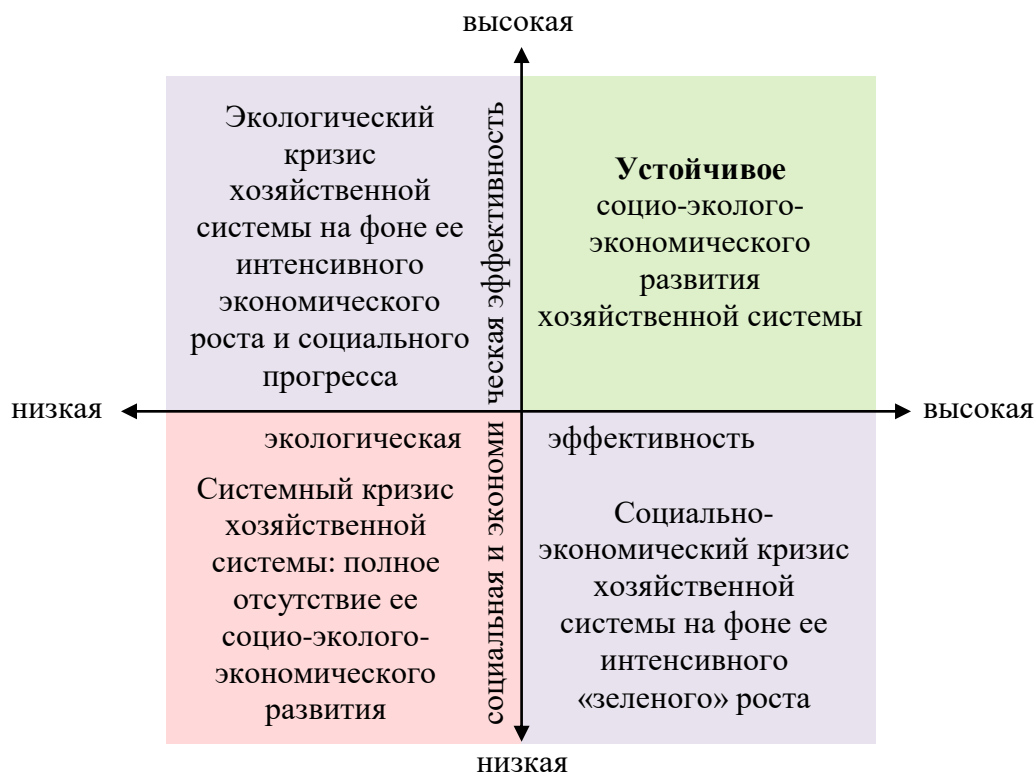 высокая
Экологический
кризис
хозяйственной
системы на фоне ее
интенсивного
экономического
роста и социального
прогресса
социальная и экономи ческая эффективность
Устойчивое
социо-эколого-
экономического
развития
хозяйственной системы
низкая
высокая
экологическая
эффективность
Системный кризис
хозяйственной
системы: полное
отсутствие ее
социо-эколого-
экономического
развития
Социально-
экономический кризис
хозяйственной
системы на фоне ее
интенсивного
«зеленого» роста
низкая